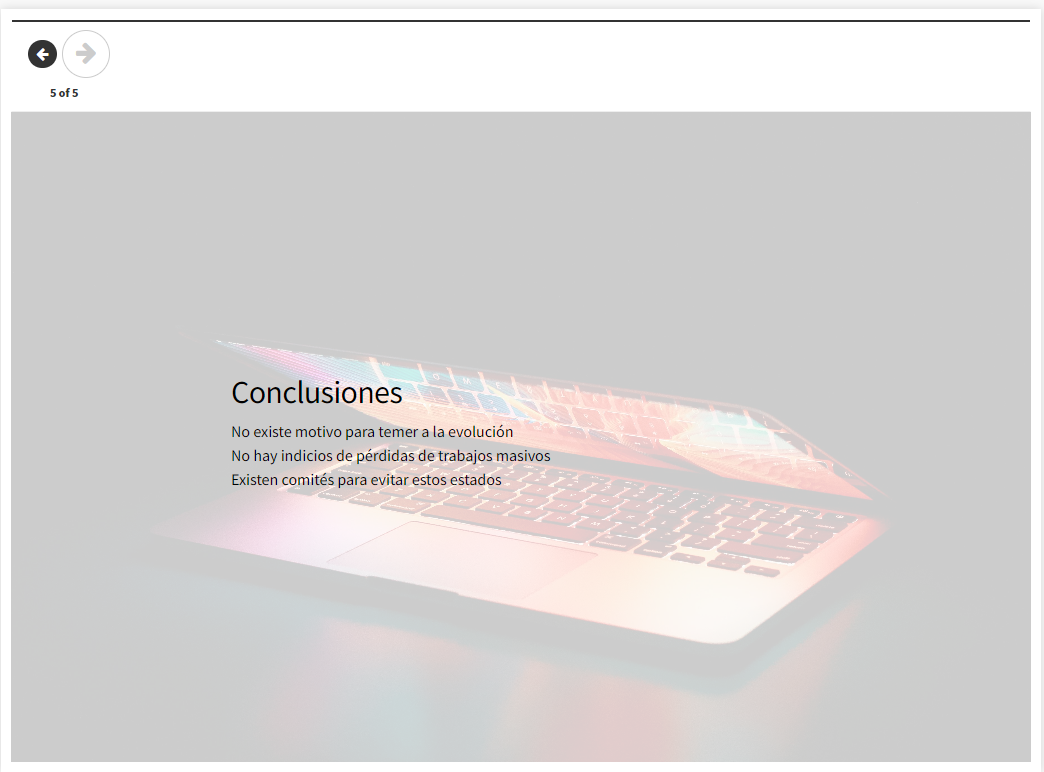 5 of 5
Conclusiones
No existe motivo para temer a la evolución
No hay indicios de pérdidas de trabajos masivos
Existen comités para evitar estos estados